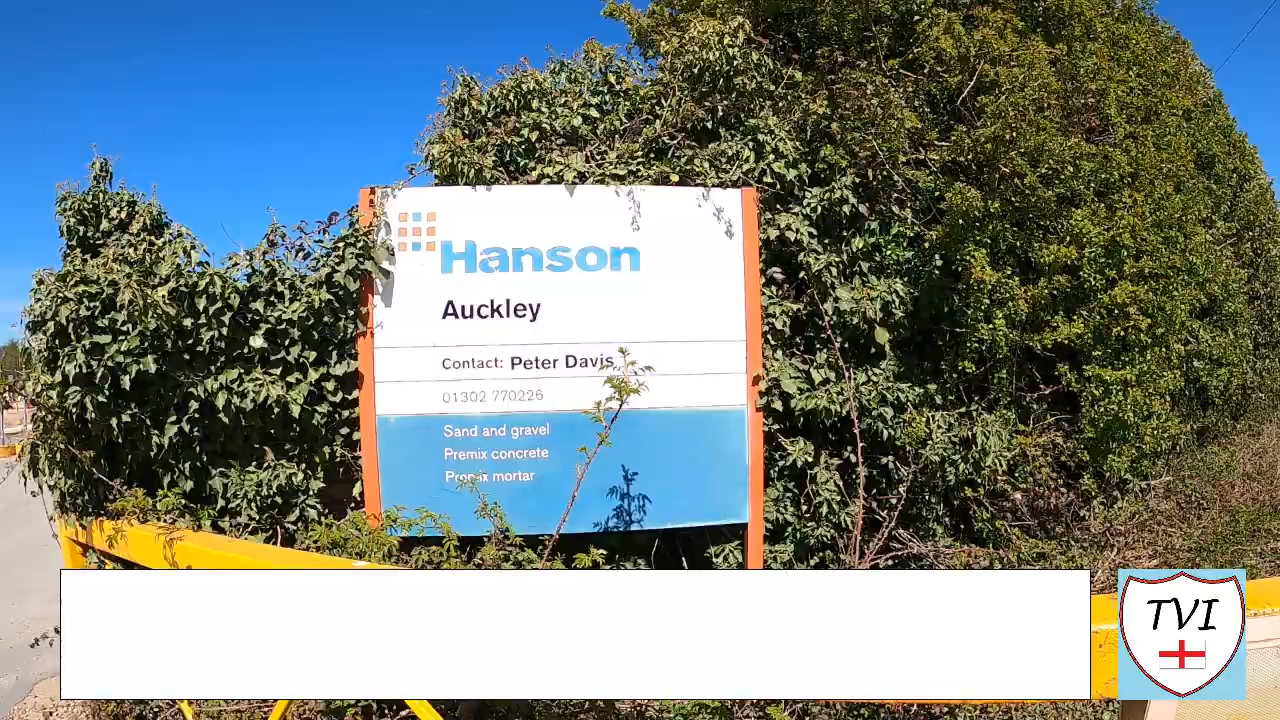 Hanson
Auckley
Contact: Peter Davis
01302 770226
Sand and gravel
Premix concrete
Premix mortar
TVI